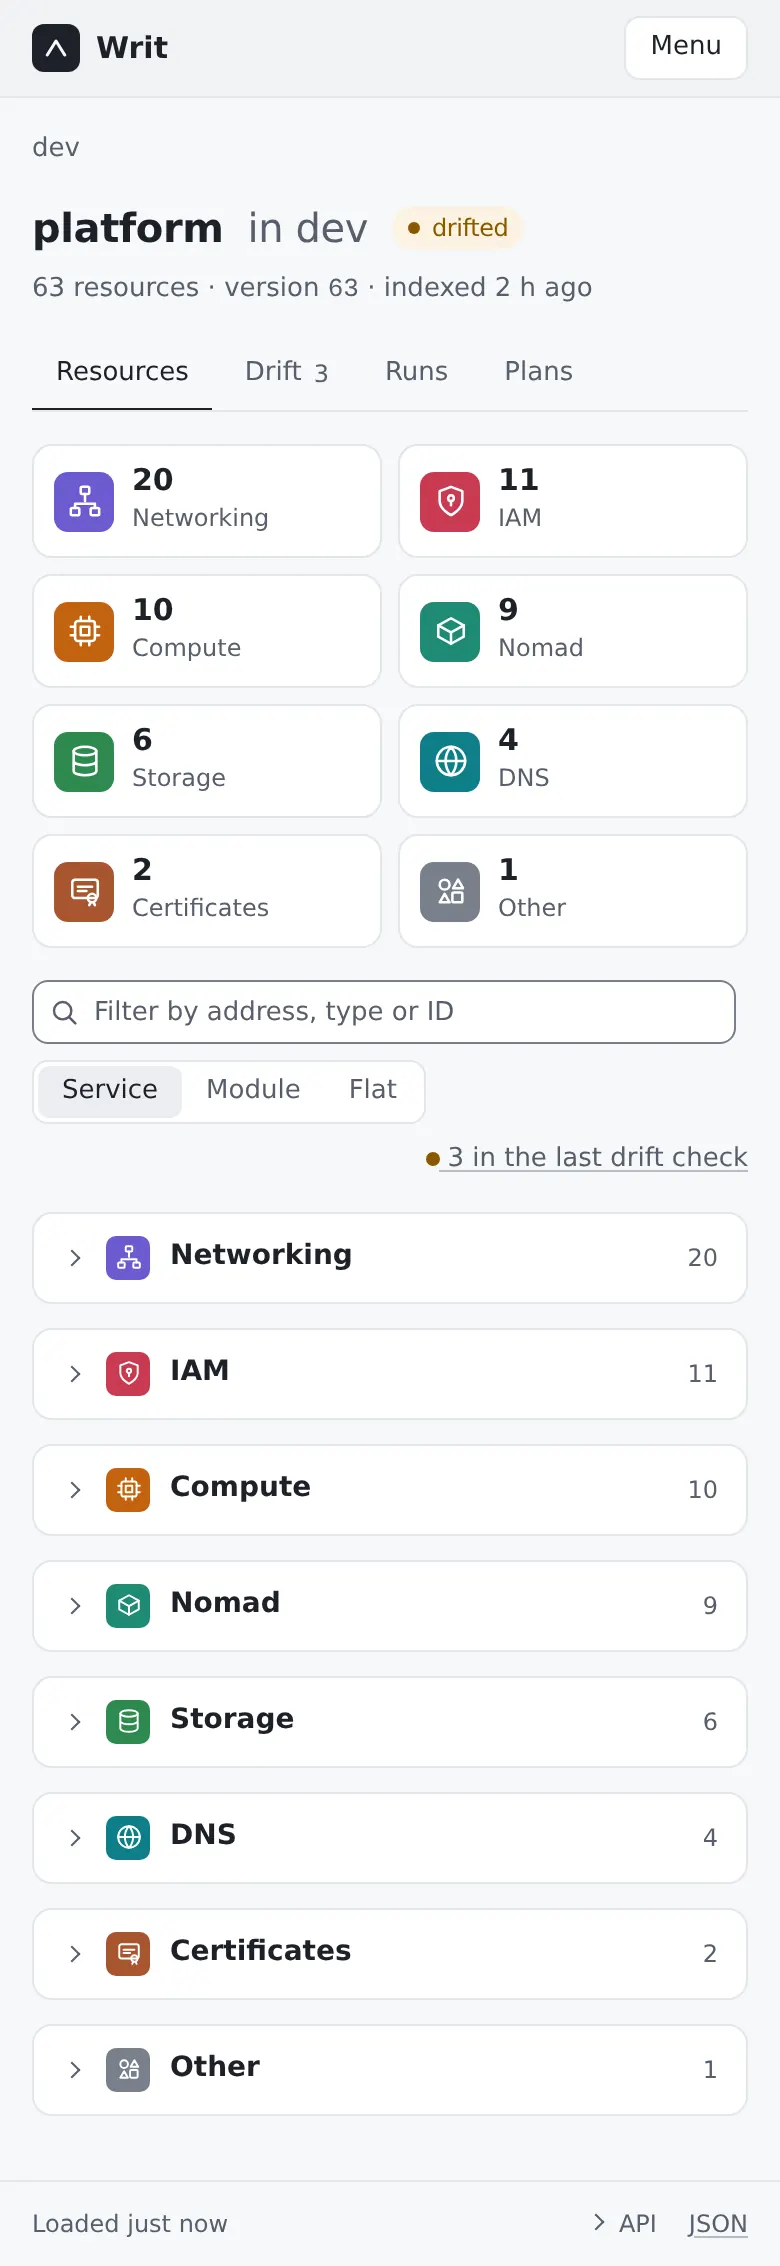 Writ
Menu
dev
platform in dev drifted
63 resources · version 63 · indexed 2 h ago
Resources Drift 3 Runs Plans
20
Networking
11
IAM
10
Compute
9
Nomad
6
Storage
4
DNS
2
Certificates
1
Other
Filter by address, type or ID
Service Module Flat
3 in the last drift check
Networking 20
IAM 11
Compute 10
Nomad 9
Storage 6
DNS 4
Certificates 2
Other 1
Loaded just now API JSON